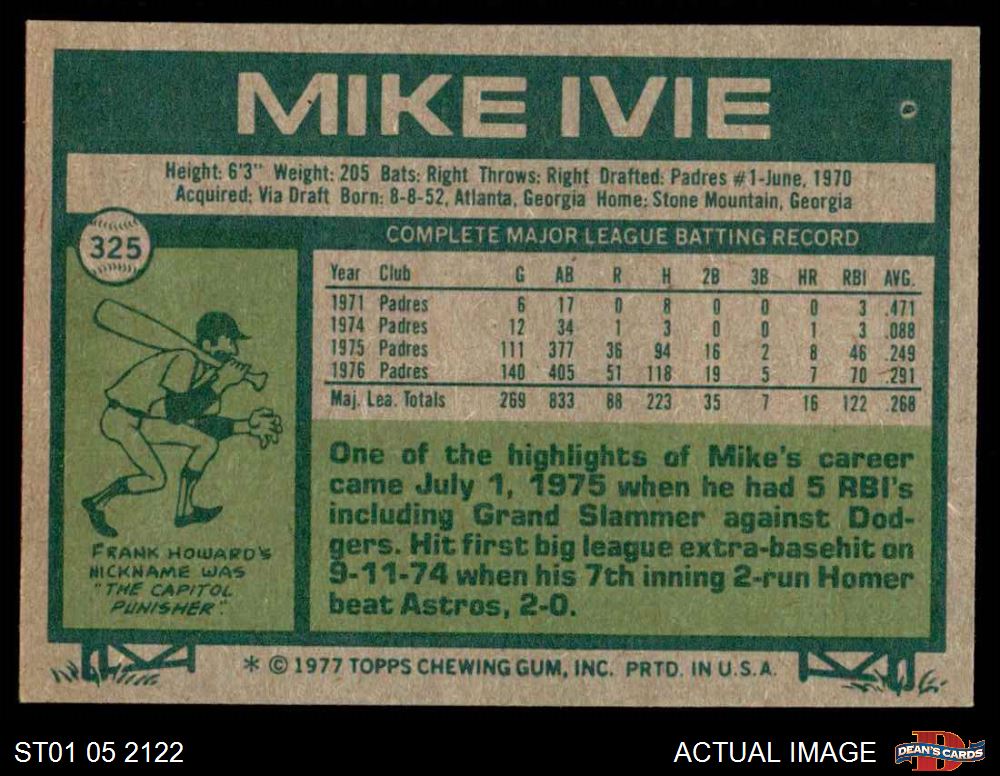 MIKE IVIE
Height: 6'3" Weight: 205 Bats: Right Throws: Right Drafted: Padres #1-June, 1970
Acquired: Via Draft Born: 8-8-52, Atlanta, Georgia Home: Stone Mountain, Georgia
325
COMPLETE MAJOR LEAGUE BATTING RECORD
Year Club G AB R H 2B 3B HR RBI AVG.
1971 Padres 6 17 0 8 0 0 0 3 .471
1974 Padres 12 34 1 3 0 0 1 3 .088
1975 Padres 111 377 36 94 16 2 8 46 .249
1976 Padres 140 405 51 118 19 5 7 70 .291
Maj. Lea. Totals 269 833 88 223 35 7 16 122 .268
One of the highlights of Mike's career
came July 1, 1975 when he had 5 RBI's
including Grand Slammer against Dod-
gers. Hit first big league extra-basehit on
9-11-74 when his 7th inning 2-run Homer
beat Astros, 2-0.
FRANK HOWARD'S
NICKNAME WAS
"THE CAPITOL
PUNISHER".
* © 1977 TOPPS CHEWING GUM, INC. PRTD. IN U.S.A.
ST01 05 2122
ACTUAL IMAGE
DEAN'S CARDS